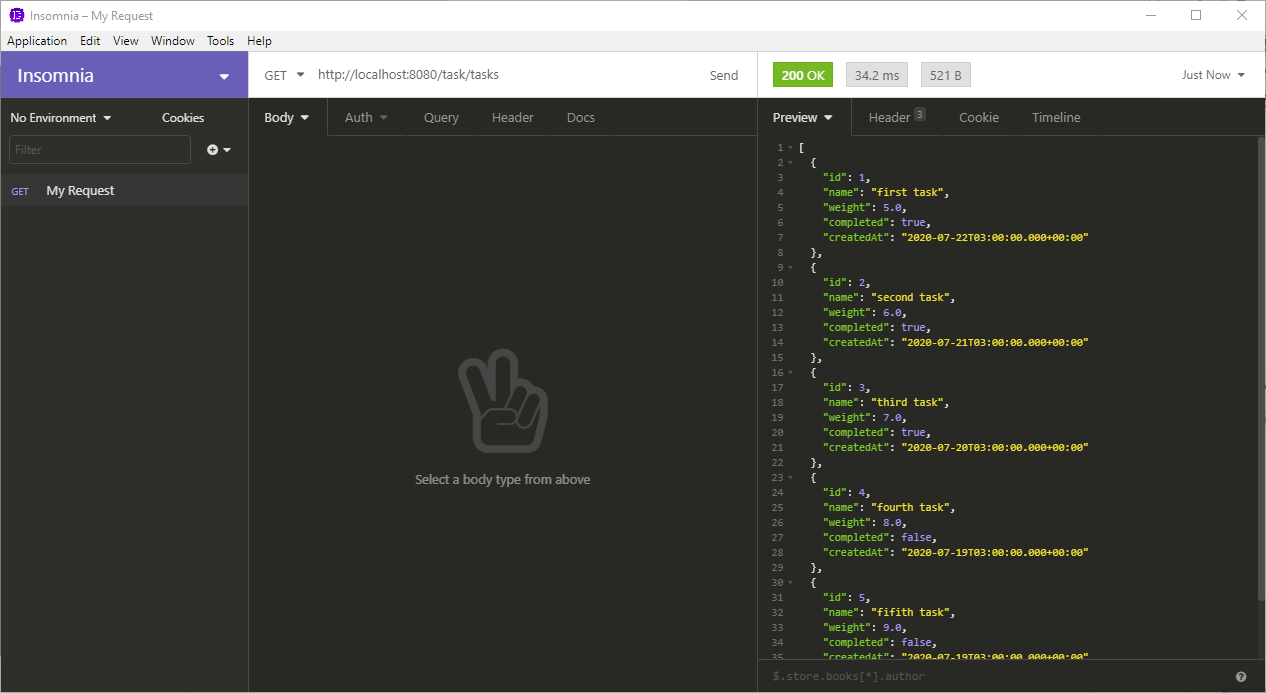 Insomnia – My Request
Application Edit View Window Tools Help
Insomnia
GET http://localhost:8080/task/tasks Send
200 OK 34.2 ms 521 B Just Now
No Environment Cookies
Body Auth Query Header Docs
Preview Header 3 Cookie Timeline
Filter
GET My Request
Select a body type from above
1 [
2 {
3 "id": 1,
4 "name": "first task",
5 "weight": 5.0,
6 "completed": true,
7 "createdAt": "2020-07-22T03:00:00.000+00:00"
8 },
9 {
10 "id": 2,
11 "name": "second task",
12 "weight": 6.0,
13 "completed": true,
14 "createdAt": "2020-07-21T03:00:00.000+00:00"
15 },
16 {
17 "id": 3,
18 "name": "third task",
19 "weight": 7.0,
20 "completed": true,
21 "createdAt": "2020-07-20T03:00:00.000+00:00"
22 },
23 {
24 "id": 4,
25 "name": "fourth task",
26 "weight": 8.0,
27 "completed": false,
28 "createdAt": "2020-07-19T03:00:00.000+00:00"
29 },
30 {
31 "id": 5,
32 "name": "fifith task",
33 "weight": 9.0,
34 "completed": false,
35 "createdAt": "2020-07-19T03:00:00.000+00:00"
$.store.books[*].author